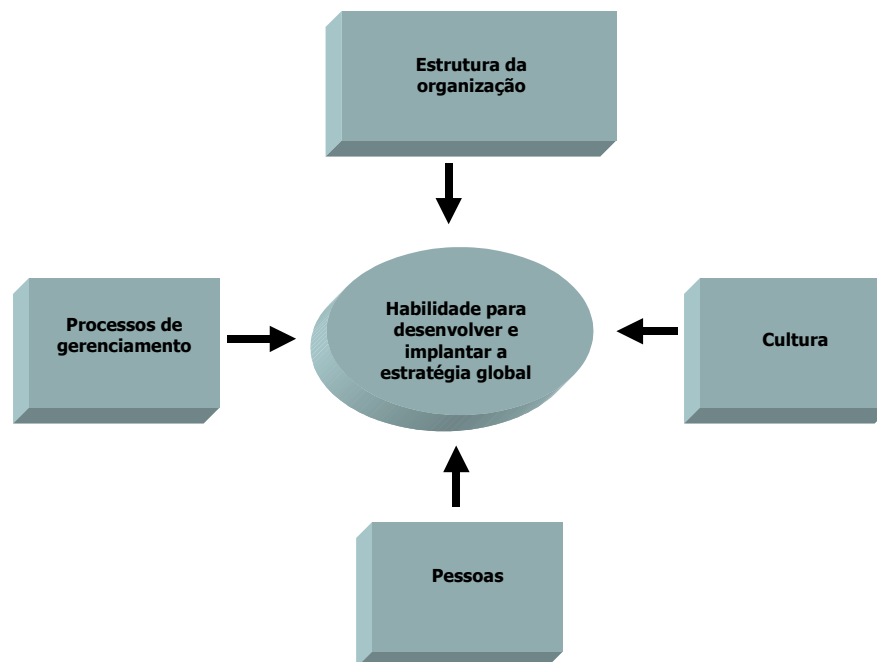 Estrutura da
organização
Processos de
gerenciamento
Habilidade para
desenvolver e
implantar a
estratégia global
Cultura
Pessoas